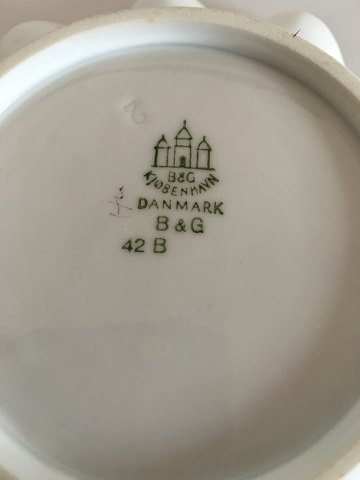 B&G
KJØBENHAVN
DANMARK
B & G
42 B